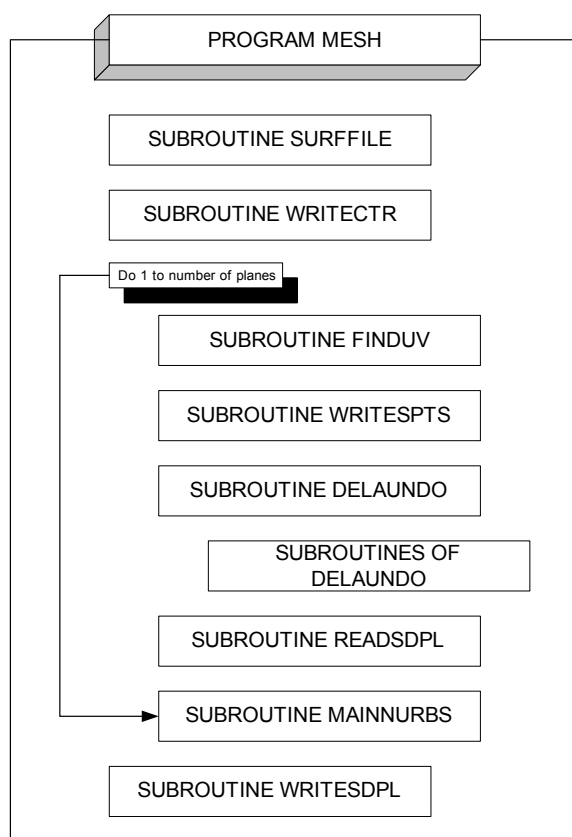 PROGRAM MESH
SUBROUTINE SURFFILE
SUBROUTINE WRITECTR
Do 1 to number of planes
SUBROUTINE FINDUV
SUBROUTINE WRITESPTS
SUBROUTINE DELAUNDO
SUBROUTINES OF
DELAUNDO
SUBROUTINE READSDPL
SUBROUTINE MAINNURBS
SUBROUTINE WRITESDPL